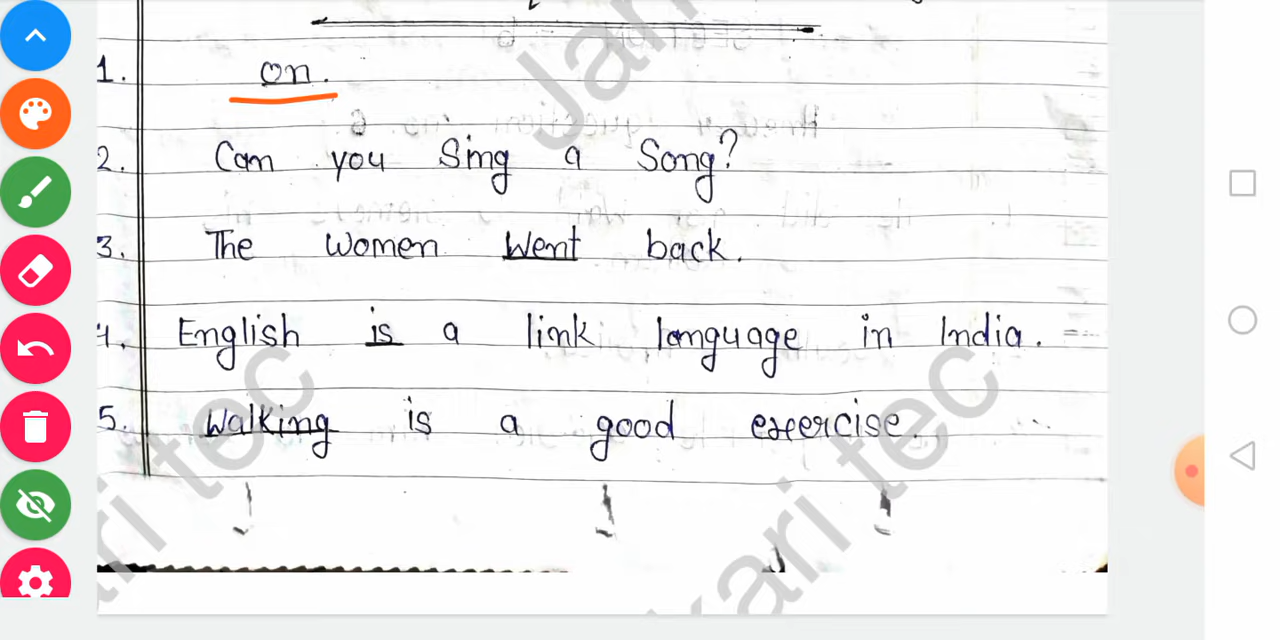 1. on.
2. Can you Sing a Song?
3. The women went back.
4. English is a link language in India.
5. Walking is a good exercise.